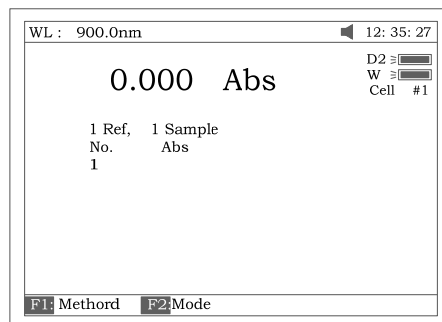 WL : 900.0nm 12: 35: 27
0.000 Abs
D2
W
Cell #1
1 Ref, 1 Sample
No. Abs
1
F1: Methord F2:Mode